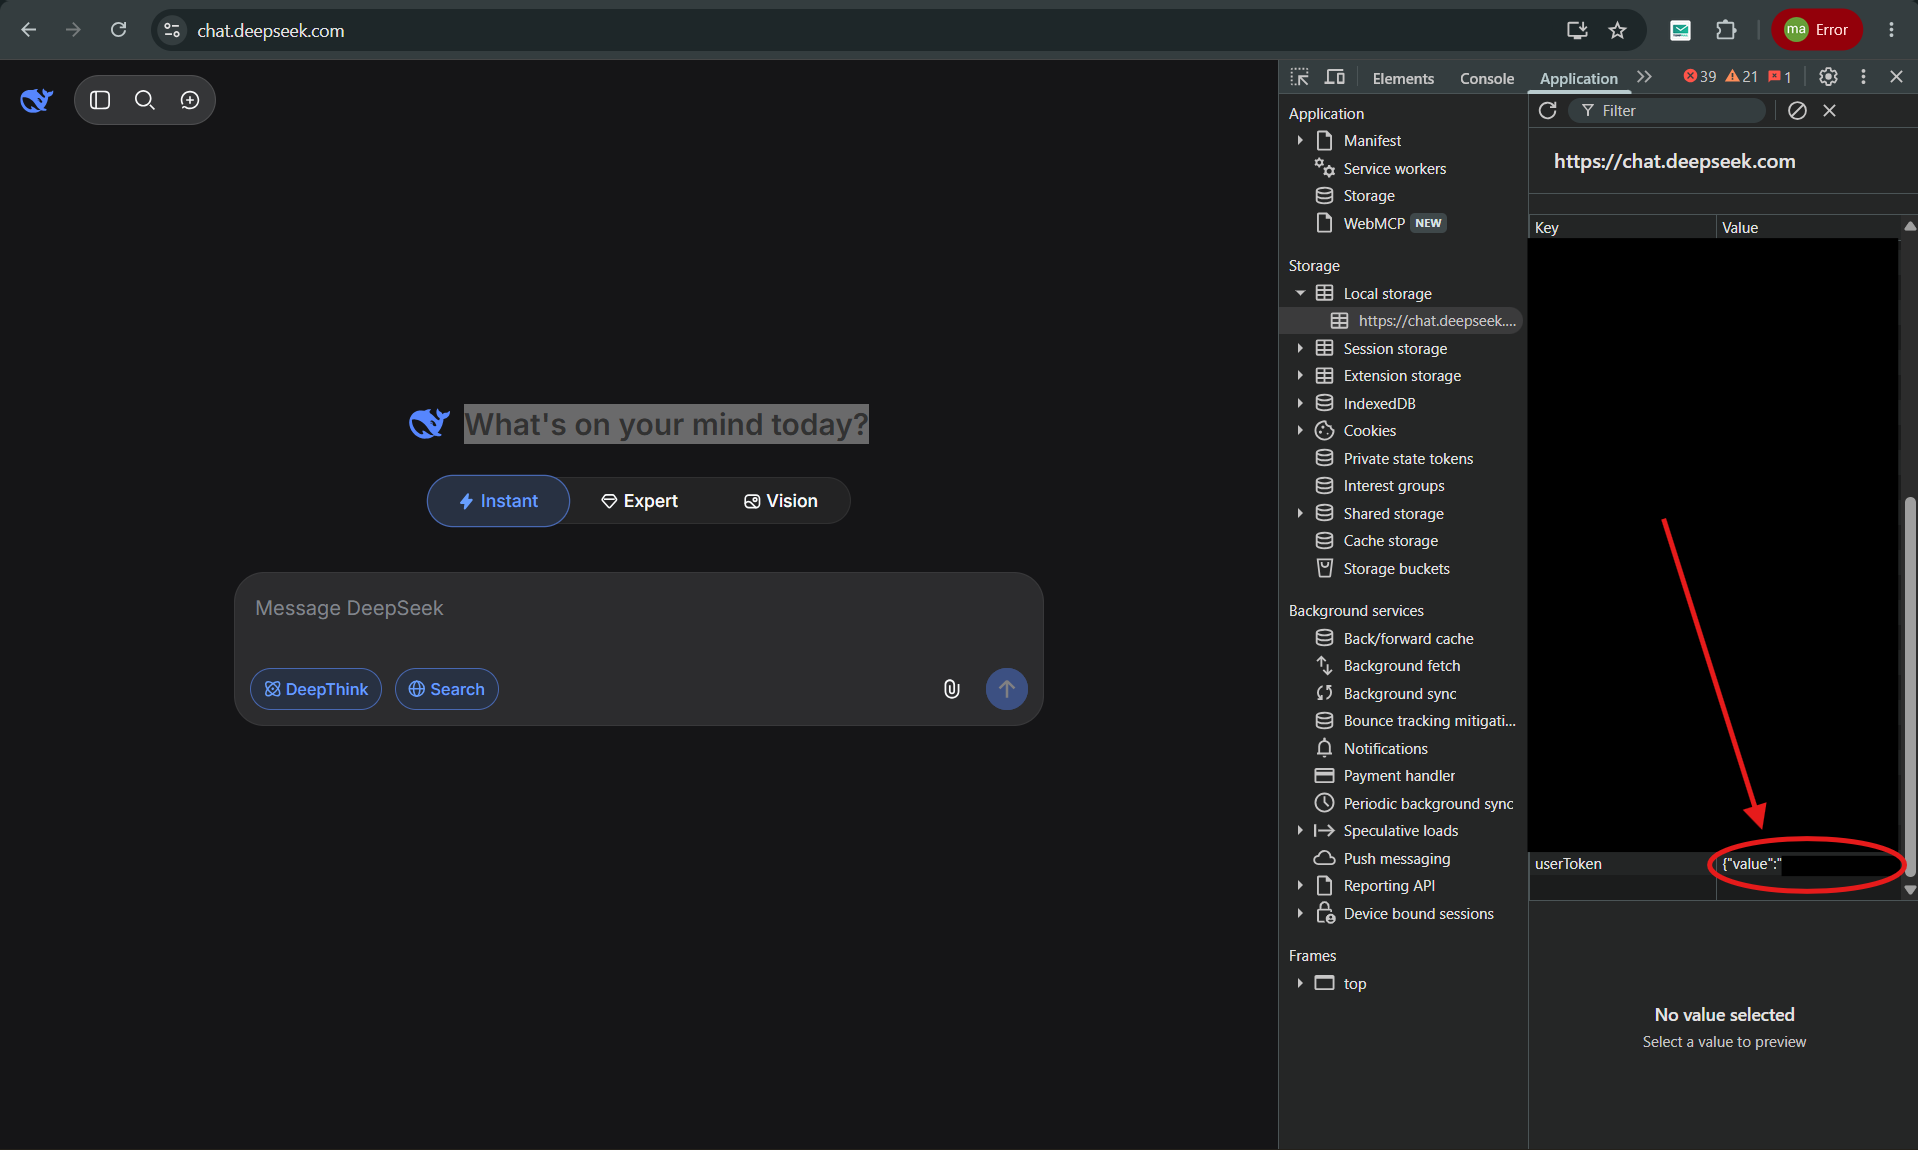 chat.deepseek.com
ma Error
What's on your mind today?
Instant Expert Vision
Message DeepSeek
DeepThink Search
Elements Console Application 39 21 1
Application
Manifest
Service workers
Storage
WebMCP NEW
Storage
Local storage
https://chat.deepseek....
Session storage
Extension storage
IndexedDB
Cookies
Private state tokens
Interest groups
Shared storage
Cache storage
Storage buckets
Background services
Back/forward cache
Background fetch
Background sync
Bounce tracking mitigati...
Notifications
Payment handler
Periodic background sync
Speculative loads
Push messaging
Reporting API
Device bound sessions
Frames
top
Filter
https://chat.deepseek.com
Key Value
userToken {"value":"
No value selected
Select a value to preview